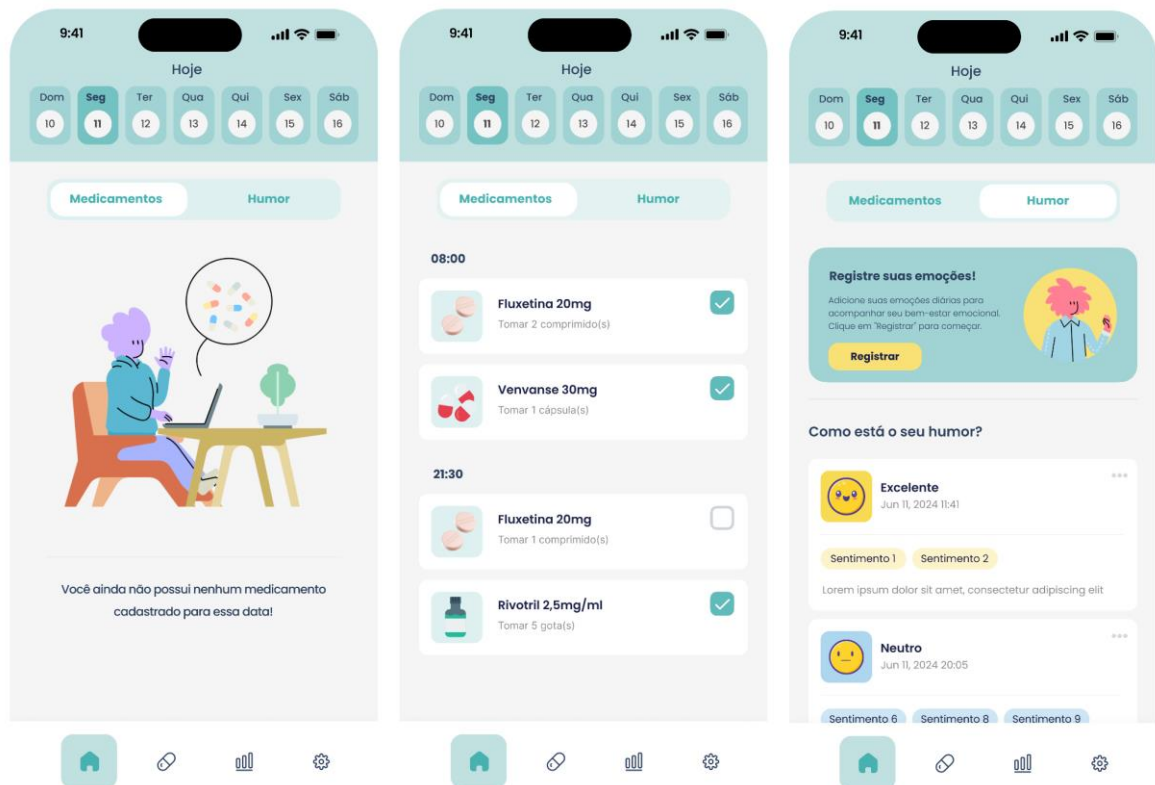 9:41
Hoje
Dom Seg Ter Qua Qui Sex Sáb
10 11 12 13 14 15 16
Medicamentos Humor
Você ainda não possui nenhum medicamento
cadastrado para essa data!
9:41
Hoje
Dom Seg Ter Qua Qui Sex Sáb
10 11 12 13 14 15 16
Medicamentos Humor
08:00
Fluxetina 20mg
Tomar 2 comprimido(s)
Venvanse 30mg
Tomar 1 cápsula(s)
21:30
Fluxetina 20mg
Tomar 1 comprimido(s)
Rivotril 2,5mg/ml
Tomar 5 gota(s)
9:41
Hoje
Dom Seg Ter Qua Qui Sex Sáb
10 11 12 13 14 15 16
Medicamentos Humor
Registre suas emoções!
Adicione suas emoções diárias para
acompanhar seu bem-estar emocional.
Clique em "Registrar" para começar.
Registrar
Como está o seu humor?
Excelente
Jun 11, 2024 11:41
Sentimento 1 Sentimento 2
Lorem ipsum dolor sit amet, consectetur adipiscing elit
Neutro
Jun 11, 2024 20:05
Sentimento 6 Sentimento 8 Sentimento 9